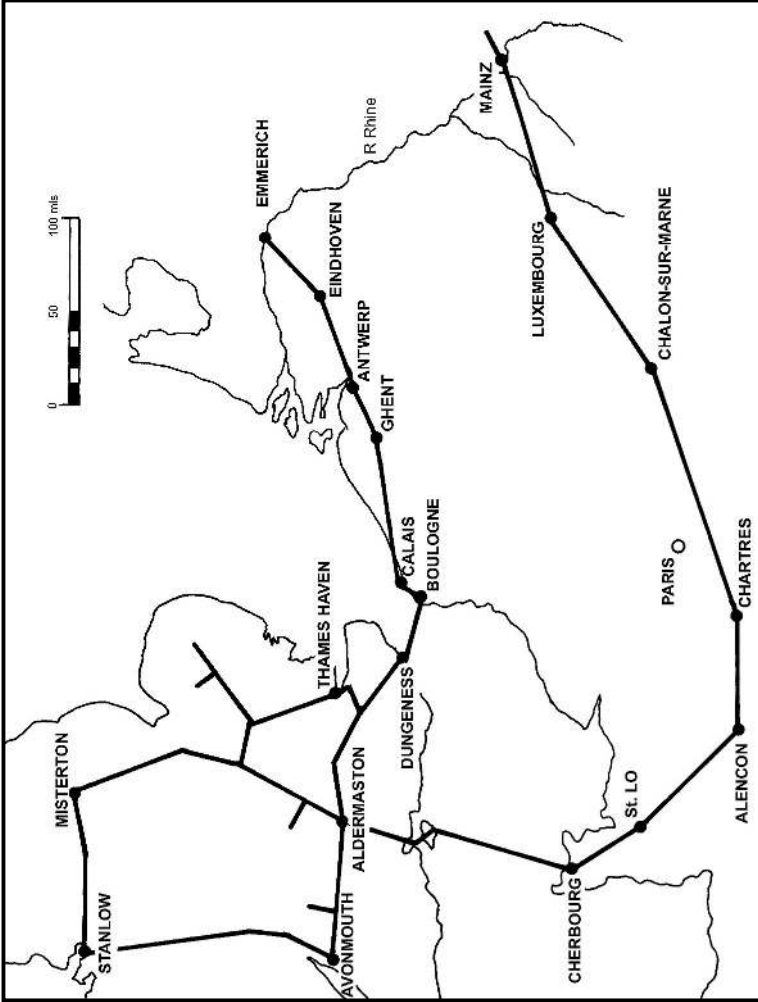 0
50
100 mls
EMMERICH
R Rhine
MAINZ
EINDHOVEN
ANTWERP
GHENT
LUXEMBOURG
CALAIS
BOULOGNE
CHALON-SUR-MARNE
THAMES HAVEN
DUNGENESS
PARIS
CHARTRES
MISTERTON
ALDERMASTON
St. LO
ALENCON
STANLOW
AVONMOUTH
CHERBOURG